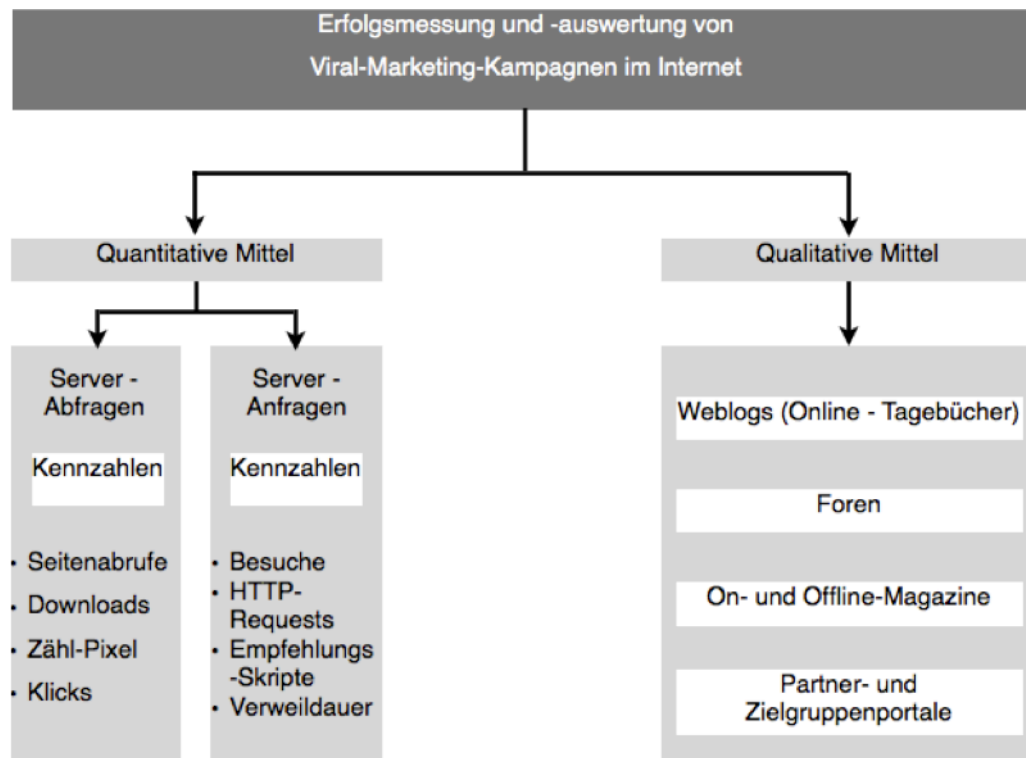 Erfolgsmessung und -auswertung von
Viral-Marketing-Kampagnen im Internet
Quantitative Mittel
Qualitative Mittel
Server -
Abfragen
Kennzahlen
• Seitenabrufe
• Downloads
• Zähl-Pixel
• Klicks
Server -
Anfragen
Kennzahlen
• Besuche
• HTTP-
Requests
• Empfehlungs
-Skripte
• Verweildauer
Weblogs (Online - Tagebücher)
Foren
On- und Offline-Magazine
Partner- und
Zielgruppenportale